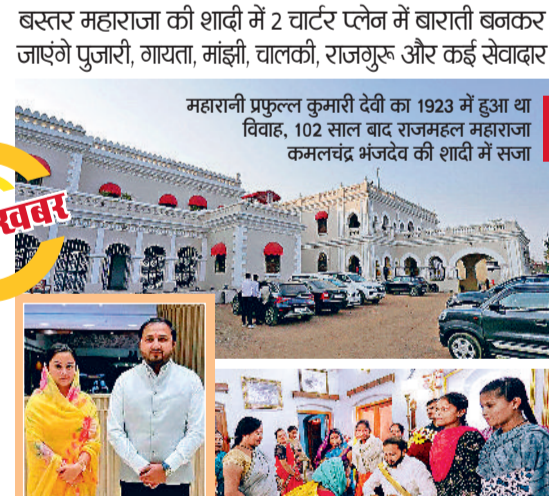 बस्तर महाराजा की शादी में 2 चार्टर प्लेन में बाराती बनकर
जाएंगे पुजारी, गायता, मांझी, चालकी, राजगुरू और कई सेवादार
महारानी प्रफुल्ल कुमारी देवी का 1923 में हुआ था
विवाह, 102 साल बाद राजमहल महाराजा
कमलचंद्र भंजदेव की शादी में सजा
खबर